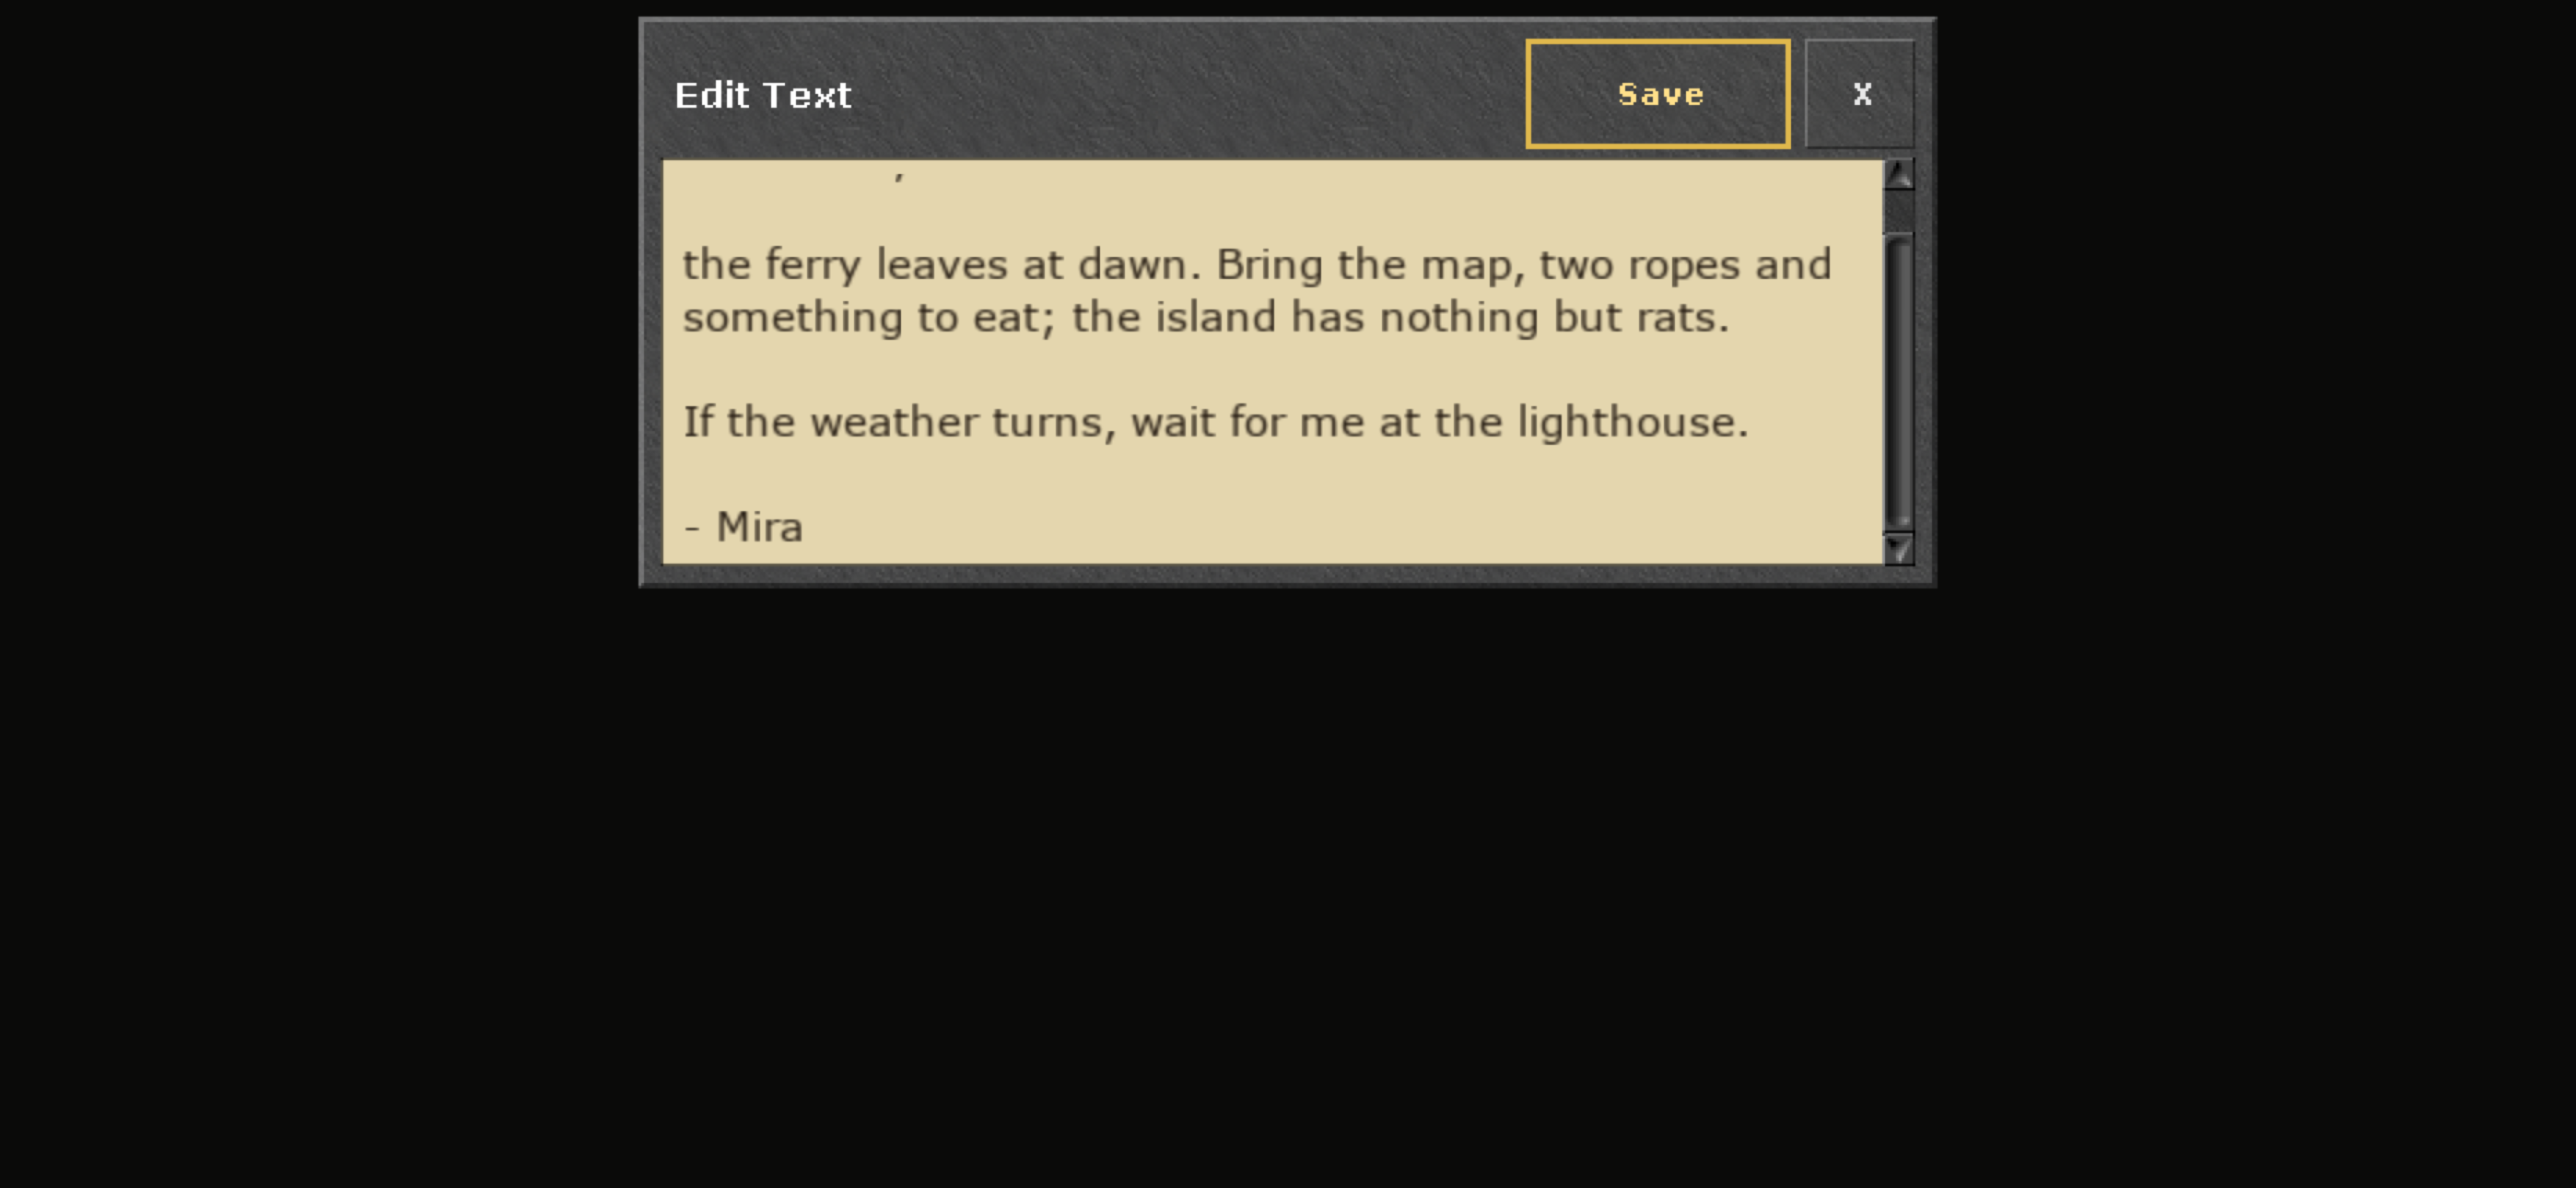 Edit Text
Save
X
the ferry leaves at dawn. Bring the map, two ropes and
something to eat; the island has nothing but rats.
If the weather turns, wait for me at the lighthouse.
- Mira